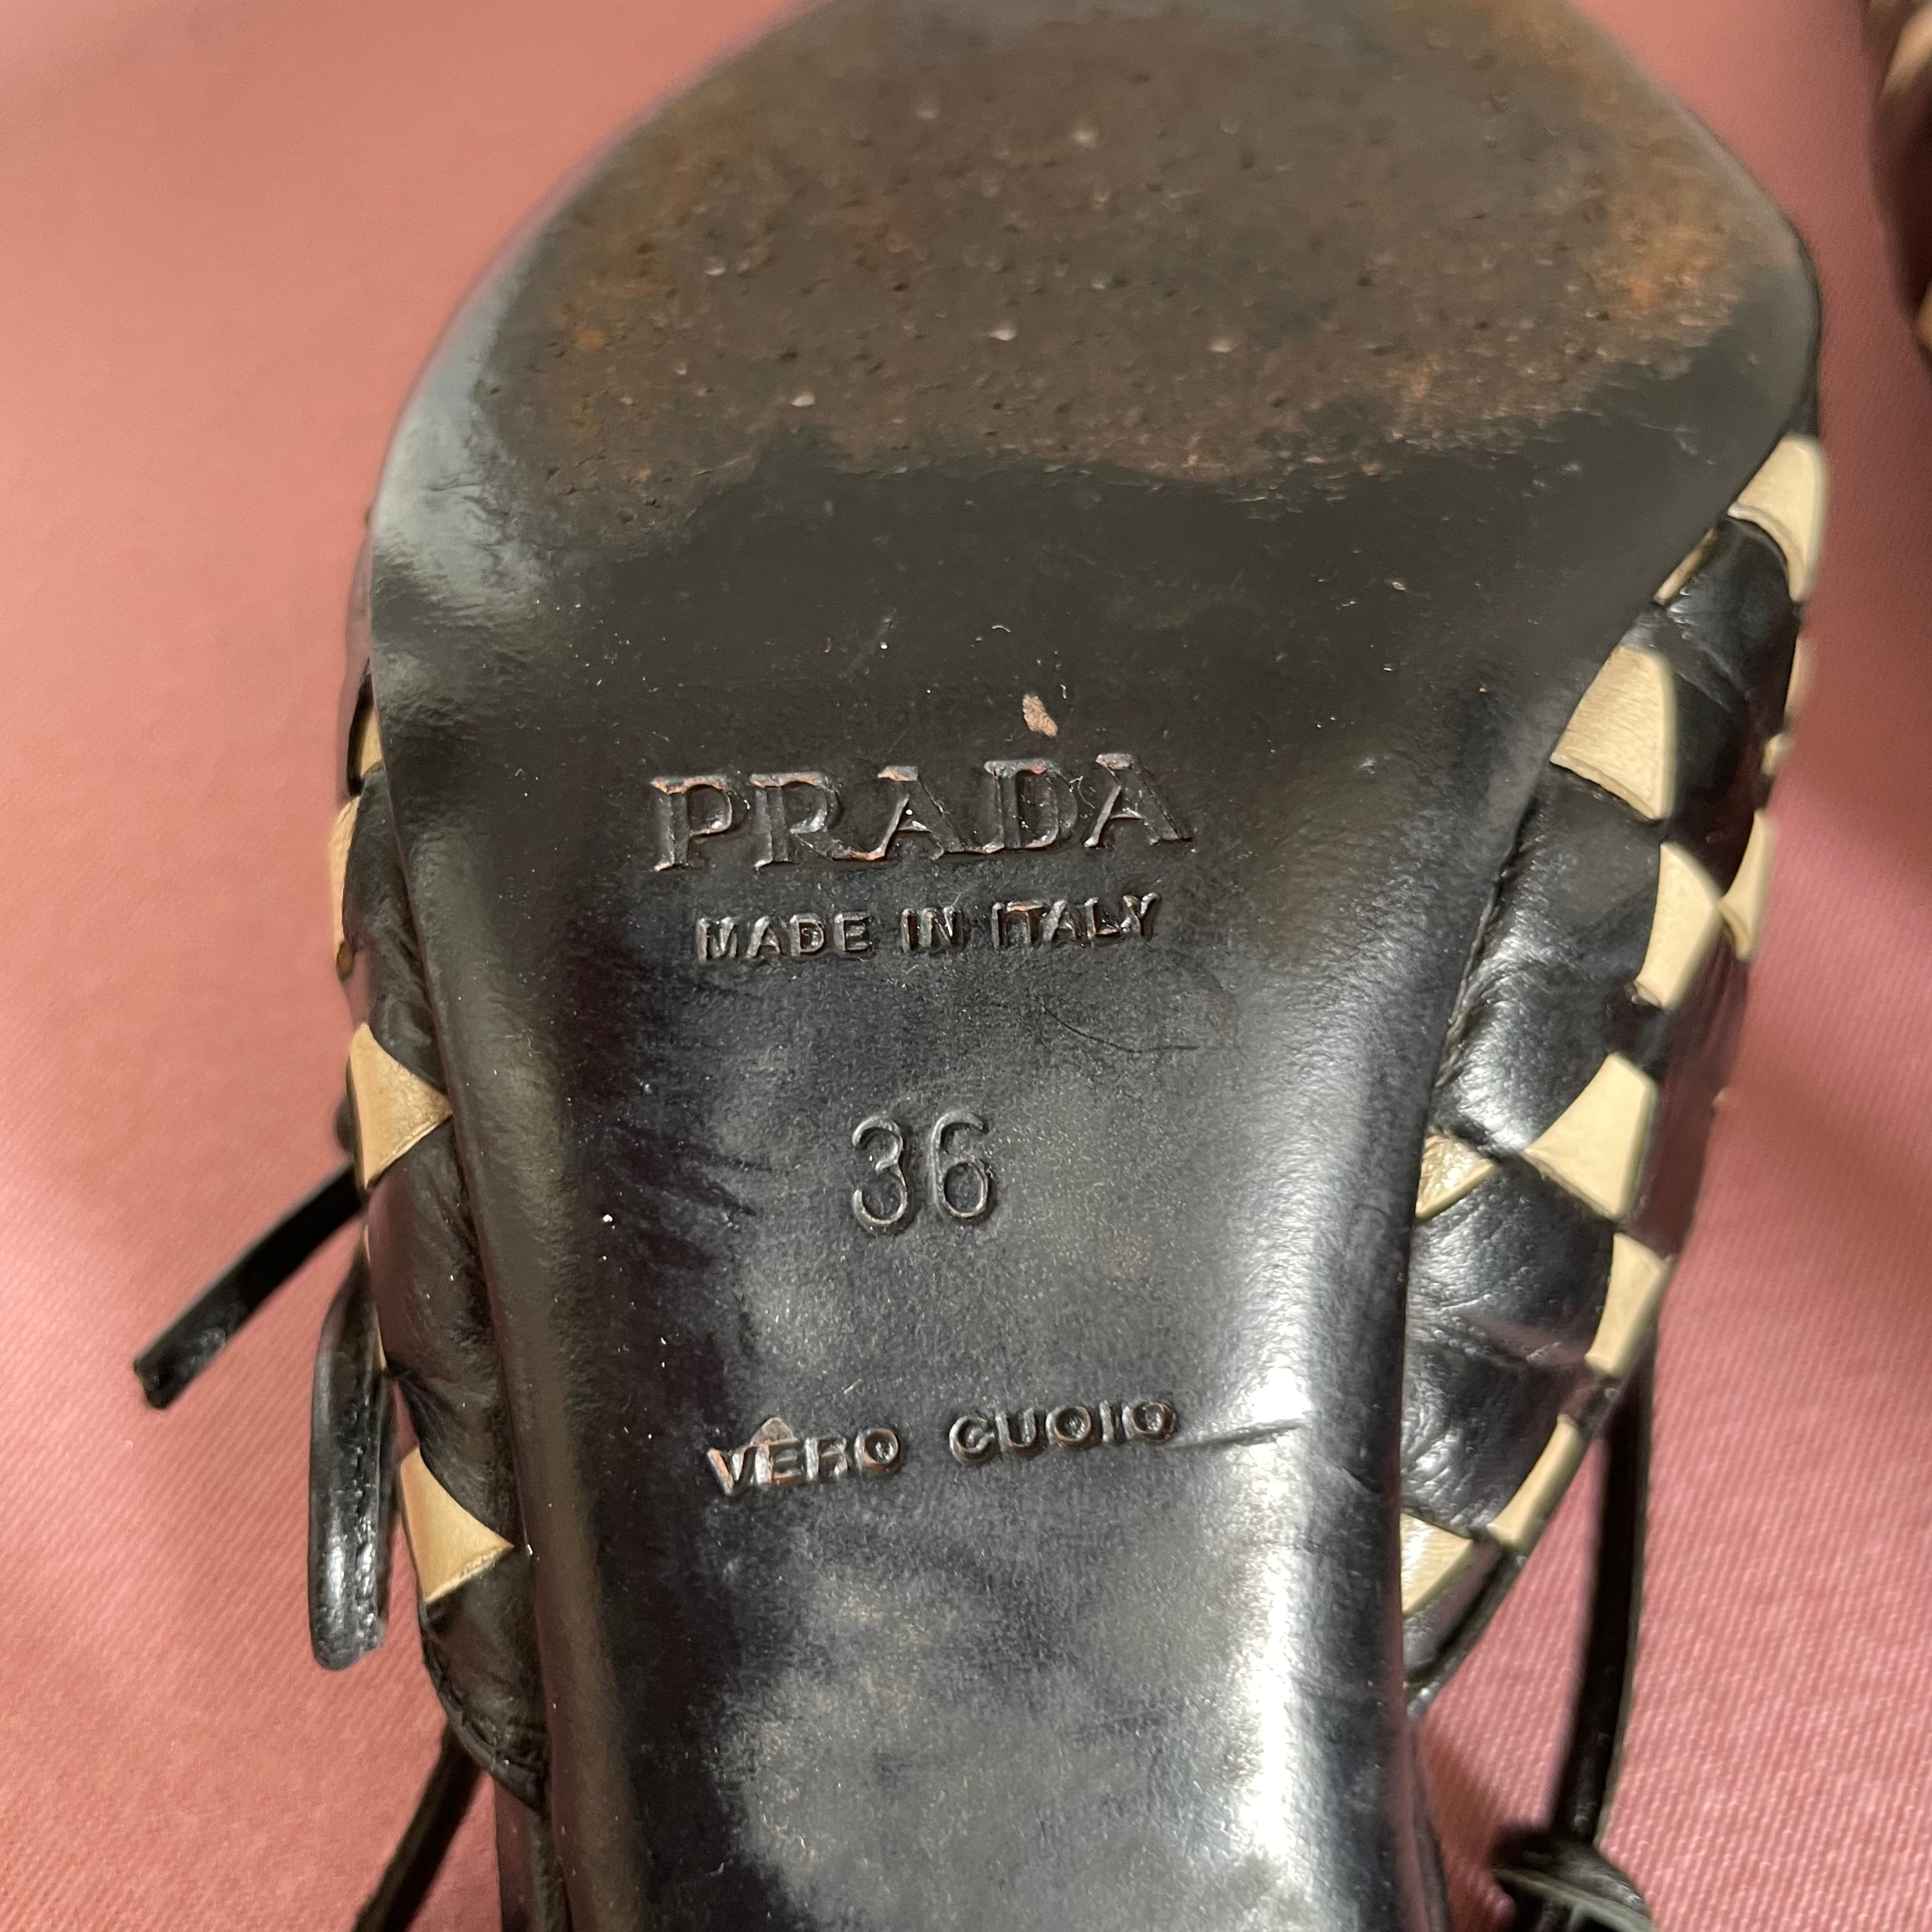 PRADA
MADE IN ITALY
36
VERO CUOIO